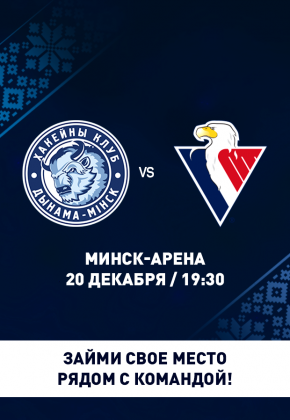 ХАКЕЙНЫ КЛУБ
ДЫНАМА-МІНСК
VS
МИНСК-АРЕНА
20 ДЕКАБРЯ / 19:30
ЗАЙМИ СВОЕ МЕСТО
РЯДОМ С КОМАНДОЙ!